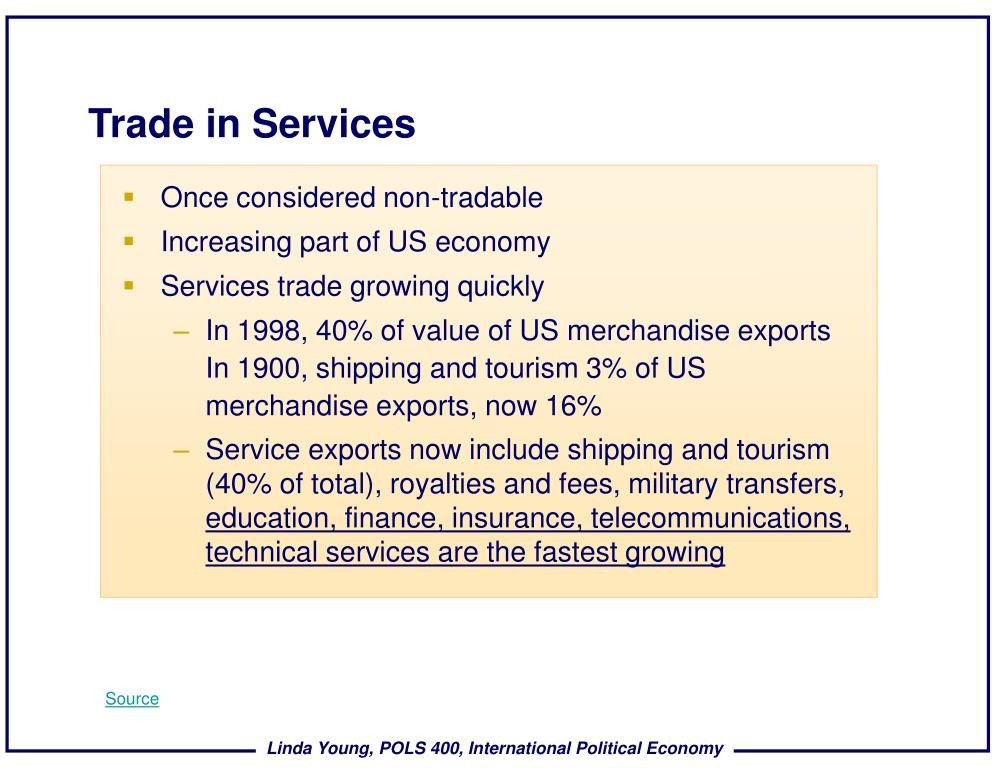 Trade in Services
▪ Once considered non-tradable
▪ Increasing part of US economy
▪ Services trade growing quickly
– In 1998, 40% of value of US merchandise exports
In 1900, shipping and tourism 3% of US
merchandise exports, now 16%
– Service exports now include shipping and tourism
(40% of total), royalties and fees, military transfers,
education, finance, insurance, telecommunications,
technical services are the fastest growing
Source
Linda Young, POLS 400, International Political Economy